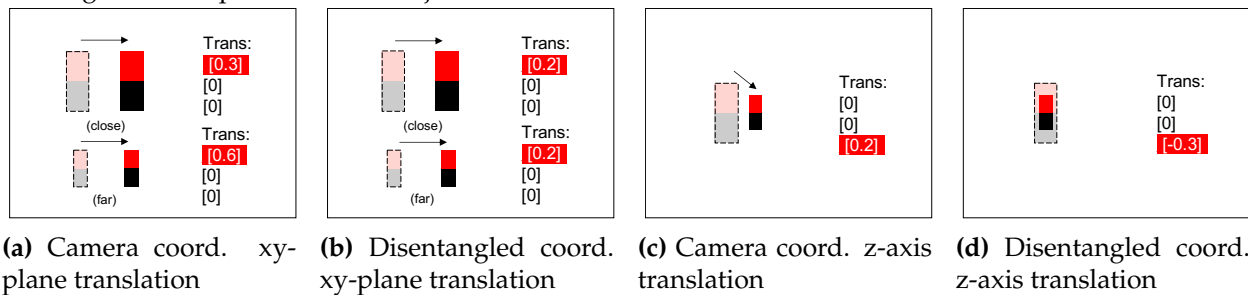 Trans:
[0.3]
[0]
[0]
(close)
Trans:
[0.6]
[0]
[0]
(far)
Trans:
[0.2]
[0]
[0]
(close)
Trans:
[0.2]
[0]
[0]
(far)
Trans:
[0]
[0]
[0.2]
Trans:
[0]
[0]
[-0.3]
(a) Camera coord. xy-
plane translation
(b) Disentangled coord.
xy-plane translation
(c) Camera coord. z-axis
translation
(d) Disentangled coord.
z-axis translation